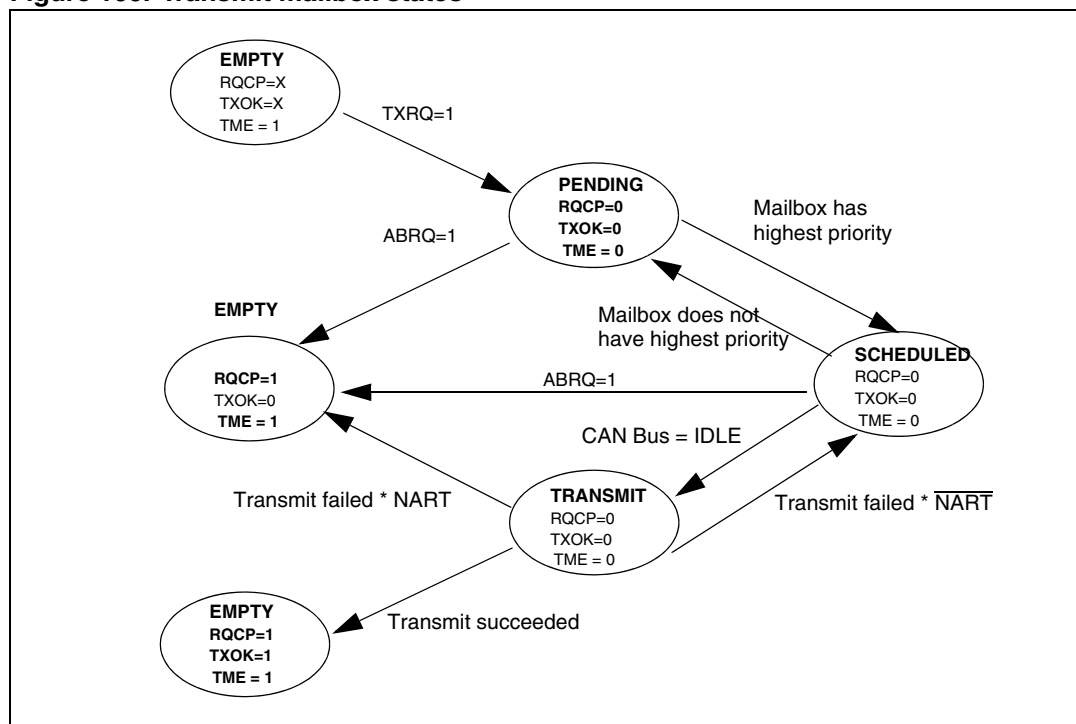 EMPTY
RQCP=X
TXOK=X
TME = 1
TXRQ=1
PENDING
RQCP=0
TXOK=0
TME = 0
Mailbox has
highest priority
ABRQ=1
EMPTY
RQCP=1
TXOK=0
TME = 1
Mailbox does not
have highest priority
SCHEDULED
RQCP=0
TXOK=0
TME = 0
ABRQ=1
CAN Bus = IDLE
Transmit failed * NART
TRANSMIT
RQCP=0
TXOK=0
TME = 0
Transmit failed * N̅A̅R̅T̅
EMPTY
RQCP=1
TXOK=1
TME = 1
Transmit succeeded